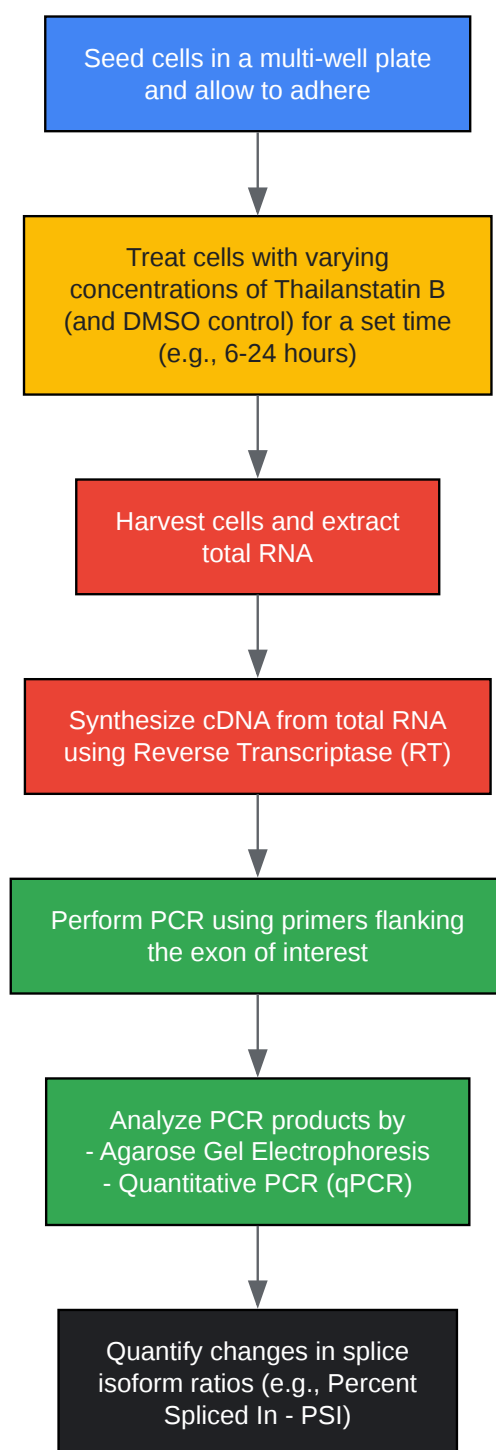 Seed cells in a multi-well plate
and allow to adhere
Treat cells with varying
concentrations of Thailanstatin B
(and DMSO control) for a set time
(e.g., 6-24 hours)
Harvest cells and extract
total RNA
Synthesize cDNA from total RNA
using Reverse Transcriptase (RT)
Perform PCR using primers flanking
the exon of interest
Analyze PCR products by
- Agarose Gel Electrophoresis
- Quantitative PCR (qPCR)
Quantify changes in splice
isoform ratios (e.g., Percent
Spliced In - PSI)